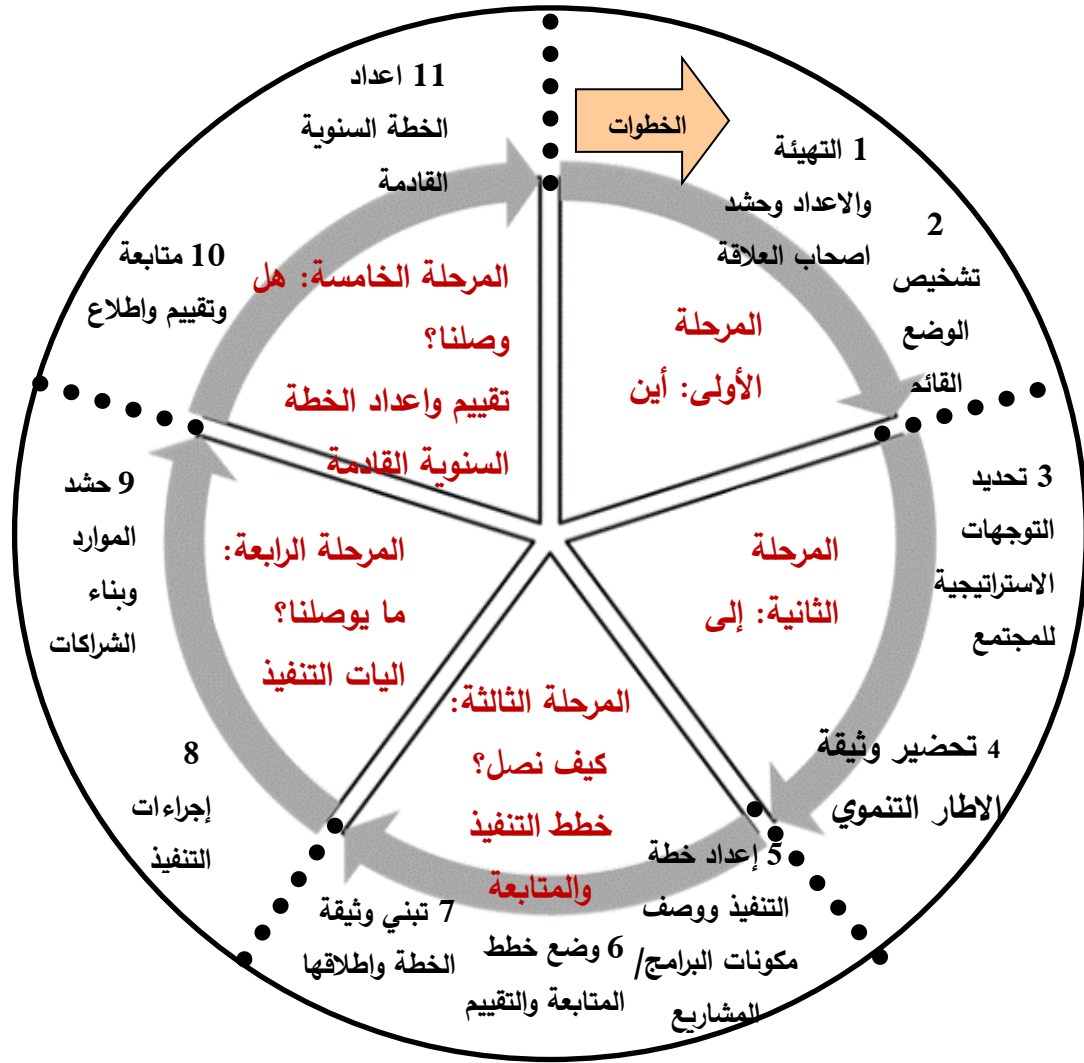 الخطوات
1 التهيئة
والاعداد وحشد
اصحاب العلاقة
2
تشخيص
الوضع
القائم
المرحلة
الأولى: أين
3 تحديد
التوجهات
الاستراتيجية
للمجتمع
4 تحضير وثيقة
الاطار التنموي
المرحلة
الثانية: إلى
5 إعداد خطة
التنفيذ ووصف
مكونات البرامج/
المشاريع
6 وضع خطط
المتابعة والتقييم
7 تبني وثيقة
الخطة واطلاقها
المرحلة الثالثة:
كيف نصل؟
خطط التنفيذ
والمتابعة
8
إجراءات
التنفيذ
9 حشد
الموارد
وبناء
الشراكات
المرحلة الرابعة:
ما يوصلنا؟
اليات التنفيذ
10 متابعة
وتقييم واطلاع
11 اعداد
الخطة السنوية
القادمة
المرحلة الخامسة: هل
وصلنا؟
تقييم واعداد الخطة
السنوية القادمة